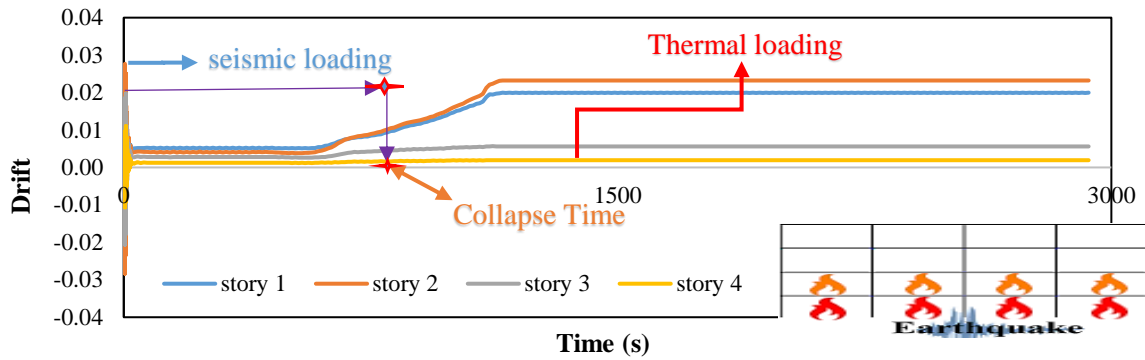 0.04
0.03
0.02
0.01
0.00
-0.01
-0.02
-0.03
-0.04
Drift
seismic loading
Thermal loading
Collapse Time
0 1500 3000
story 1 story 2 story 3 story 4
Time (s)
Earthquake